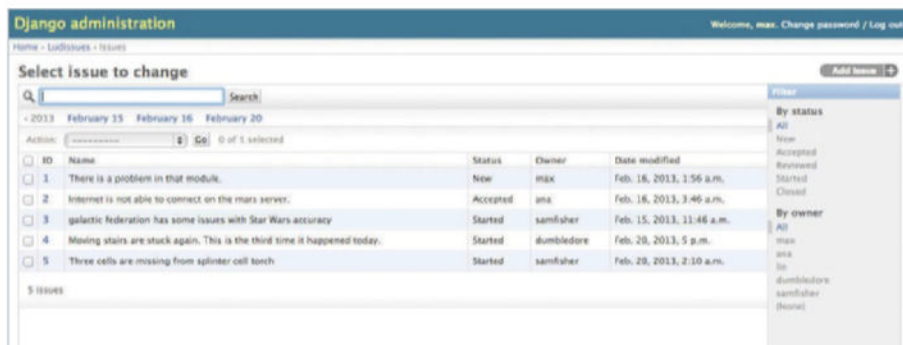 Django administration
Welcome, max. Change password / Log out
Home › Ludissues › Issues
Select issue to change
Add Issue +
Search
‹ 2013 February 15 February 16 February 20
Action: --------- Go 0 of 5 selected
ID Name Status Owner Date modified
1 There is a problem in that module. New max Feb. 16, 2013, 1:56 a.m.
2 Internet is not able to connect on the mars server. Accepted ana Feb. 16, 2013, 3:46 a.m.
3 galactic federation has some issues with Star Wars accuracy Started samfisher Feb. 15, 2013, 11:46 a.m.
4 Moving stairs are stuck again. This is the third time it happened today. Started dumbledore Feb. 20, 2013, 5 p.m.
5 Three cells are missing from splinter cell torch Started samfisher Feb. 20, 2013, 2:10 a.m.
5 issues
Filter
By status
All
New
Accepted
Reviewed
Started
Closed
By owner
All
max
ana
dumbledore
samfisher
(None)